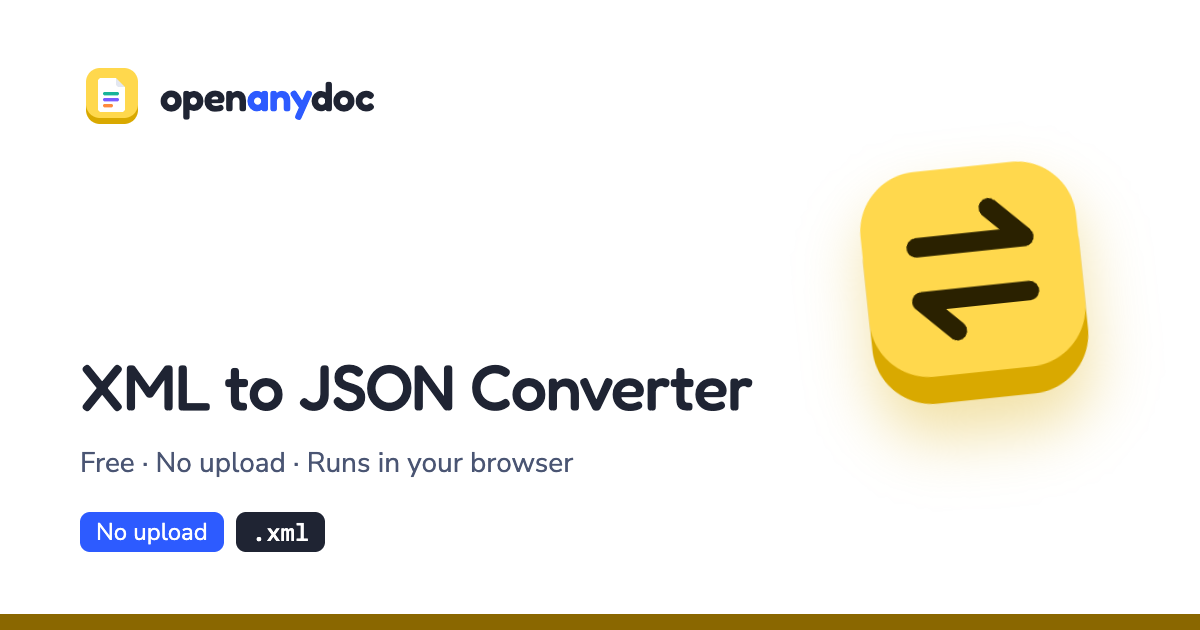 openanydoc
XML to JSON Converter
Free · No upload · Runs in your browser
No upload .xml